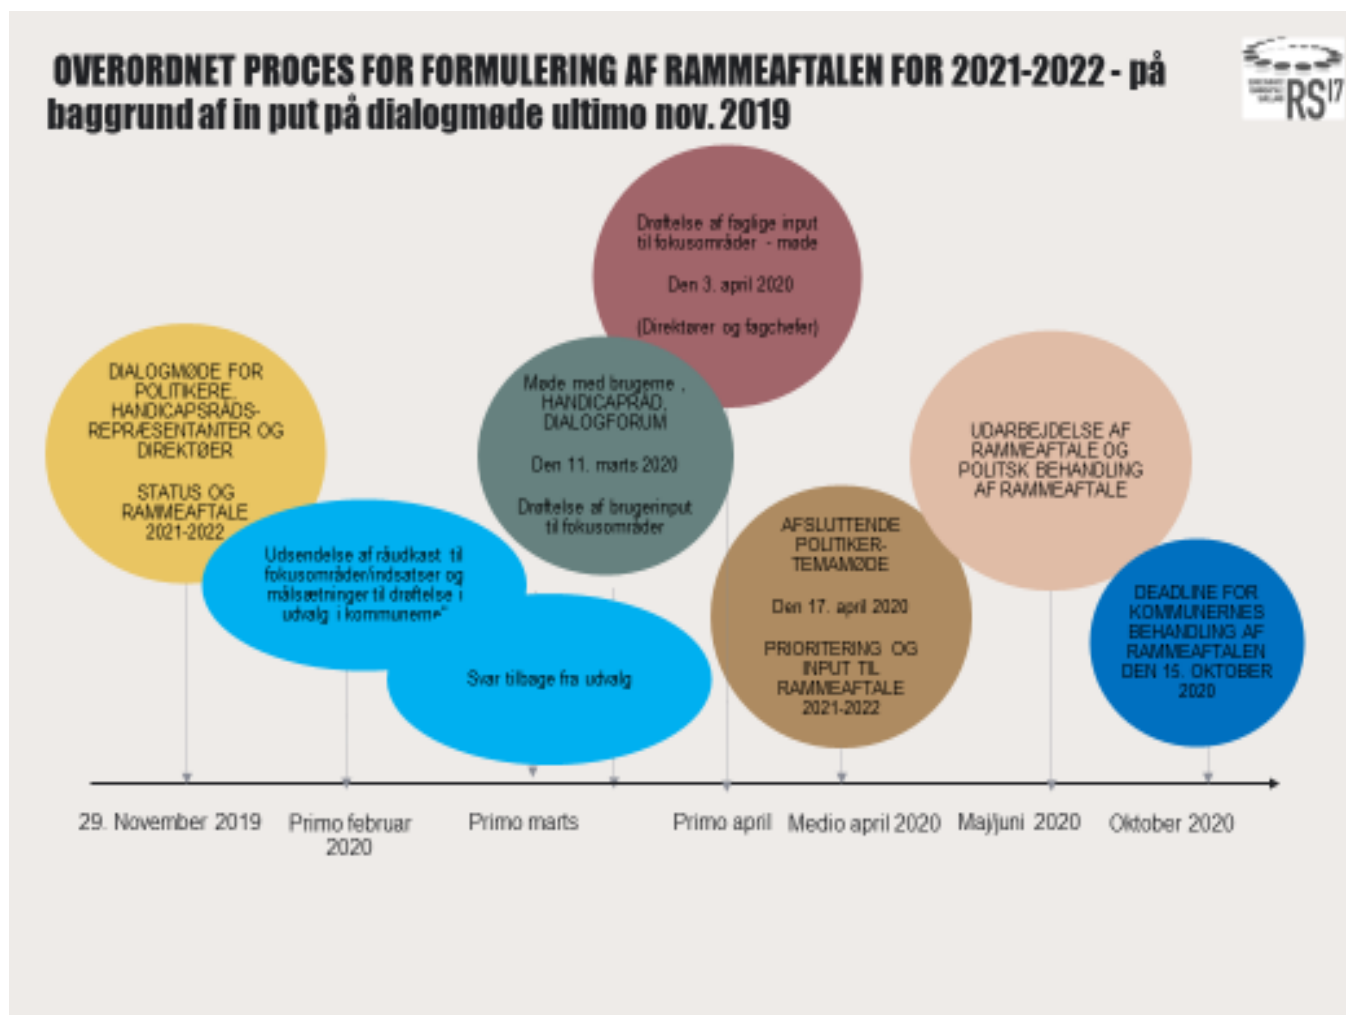 OVERORDNET PROCES FOR FORMULERING AF RAMMEAFTALEN FOR 2021-2022 - på
baggrund af in put på dialogmøde ultimo nov. 2019
RS17
DIALOGMØDE FOR
POLITIKERE,
HANDICAPSRÅDS-
REPRÆSENTANTER OG
DIREKTØER
STATUS OG
RAMMEAFTALE
2021-2022
Udsendelse af råudkast til
fokusområder/indsatser og
målsætninger til drøftelse i
udvalg i kommunerne"
Svar tilbage fra udvalg
Møde med brugerne ,
HANDICAPRÅD,
DIALOGFORUM
Den 11. marts 2020
Drøftelse af brugerinput
til fokusområder
Drøftelse af faglige input
til fokusområder - møde
Den 3. april 2020
(Direktører og fagchefer)
AFSLUTTENDE
POLITIKER-
TEMAMØDE
Den 17. april 2020
PRIORITERING OG
INPUT TIL
RAMMEAFTALE
2021-2022
UDARBEJDELSE AF
RAMMEAFTALE OG
POLITSK BEHANDLING
AF RAMMEAFTALE
DEADLINE FOR
KOMMUNERNES
BEHANDLING AF
RAMMEAFTALEN
DEN 15. OKTOBER
2020
29. November 2019
Primo februar
2020
Primo marts
Primo april
Medio april 2020
Maj/juni 2020
Oktober 2020